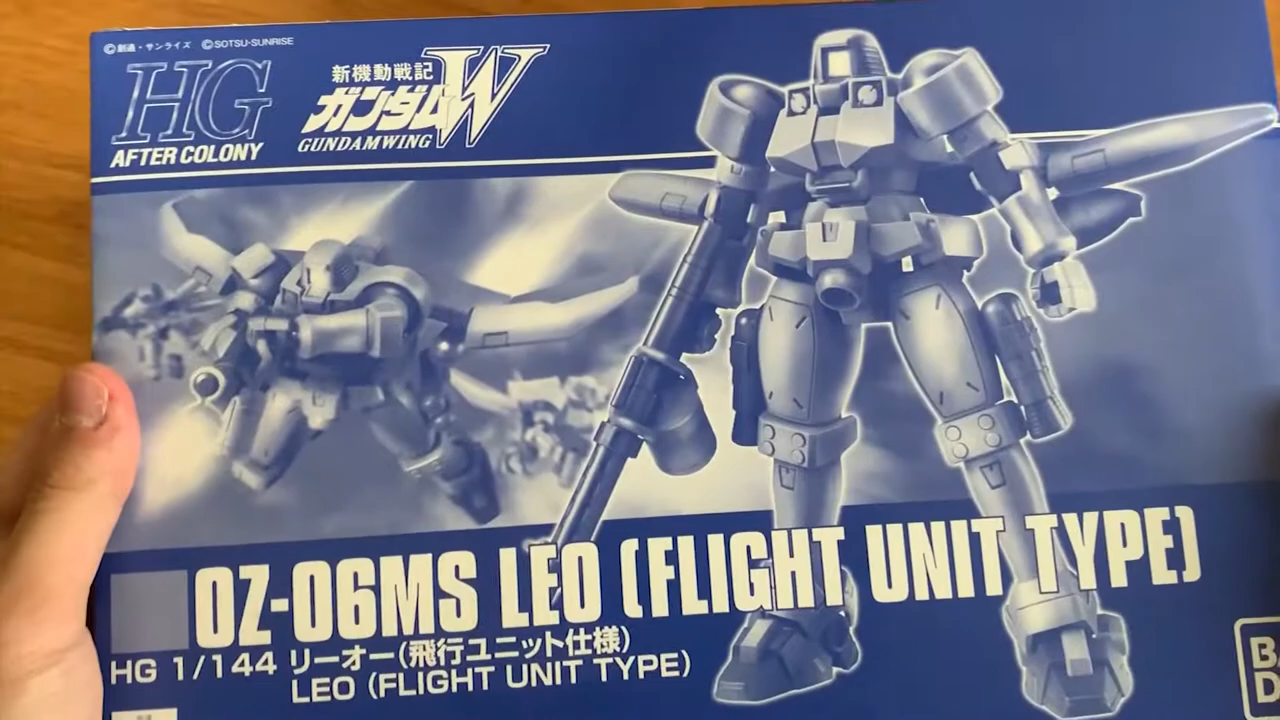 ©創通・サンライズ ©SOTSU・SUNRISE
HG
AFTER COLONY
新機動戦記
ガンダムW
GUNDAMWING
OZ-06MS LEO (FLIGHT UNIT TYPE)
HG 1/144 リーオー(飛行ユニット仕様)
LEO (FLIGHT UNIT TYPE)